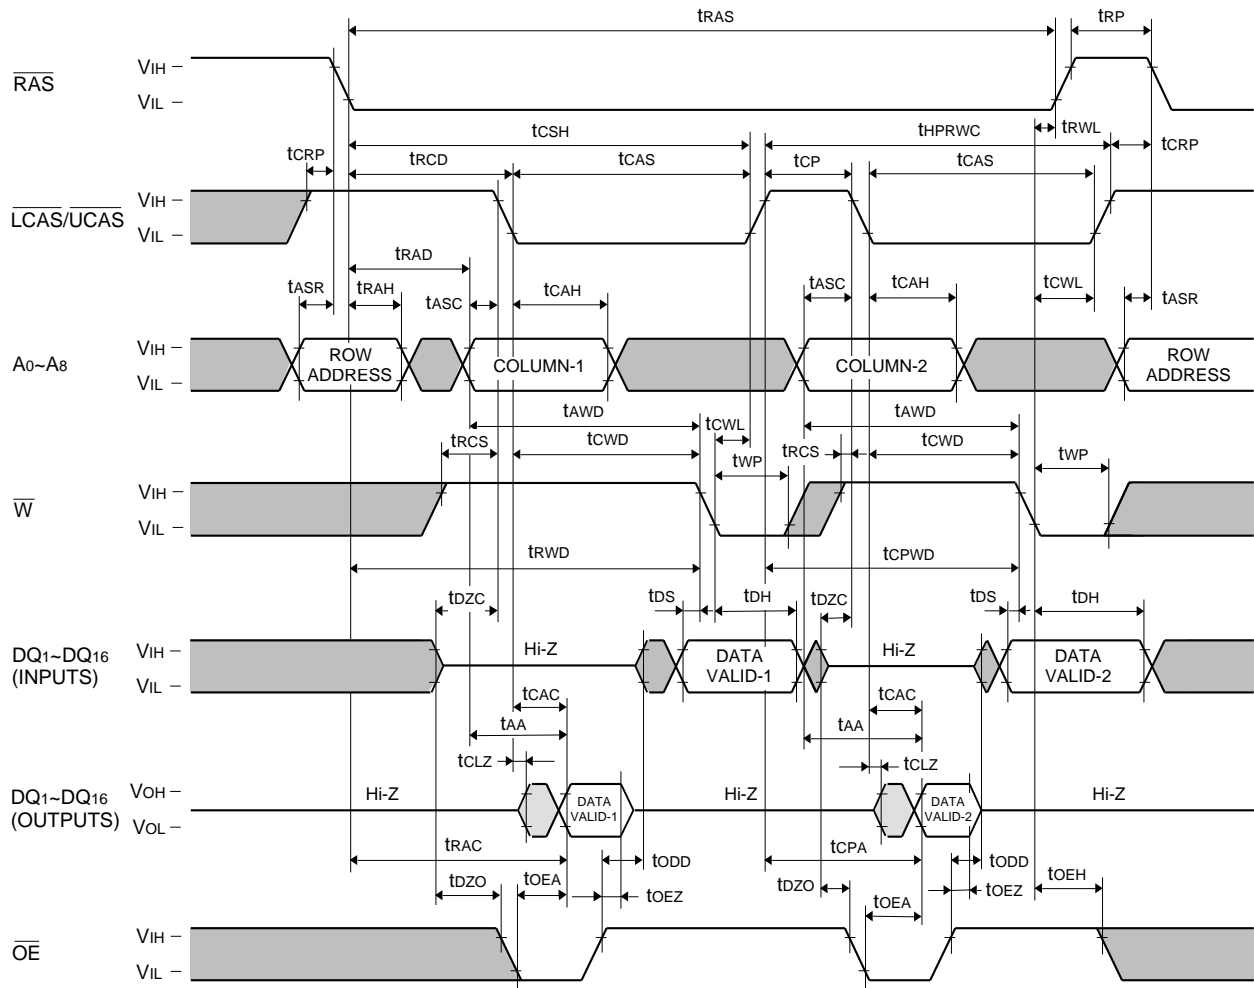 tRAS tRP
RAS VIH
VIL
tCSH tHPRWC tRWL
tCRP tRCD tCAS tCP tCAS tCRP
LCAS/UCAS VIH
VIL
tRAD
tASR tRAH tASC tCAH tASC tCAH tCWL tASR
A0~A8 VIH
VIL
ROW ADDRESS COLUMN-1 COLUMN-2 ROW ADDRESS
tAWD tCWL tAWD
tRCS tCWD tWP tRCS tCWD tWP
W VIH
VIL
tRWD tCPWD
tDZC tDS tDH tDZC tDS tDH
DQ1~DQ16 (INPUTS) VIH
VIL
Hi-Z DATA VALID-1 Hi-Z DATA VALID-2
tCAC tCAC
tAA tAA
tCLZ tCLZ
DQ1~DQ16 (OUTPUTS) VOH
VOL
Hi-Z DATA VALID-1 Hi-Z DATA VALID-2 Hi-Z
tRAC tODD tCPA tODD
tDZO tOEA tOEZ tDZO tOEA tOEZ tOEH
OE VIH
VIL